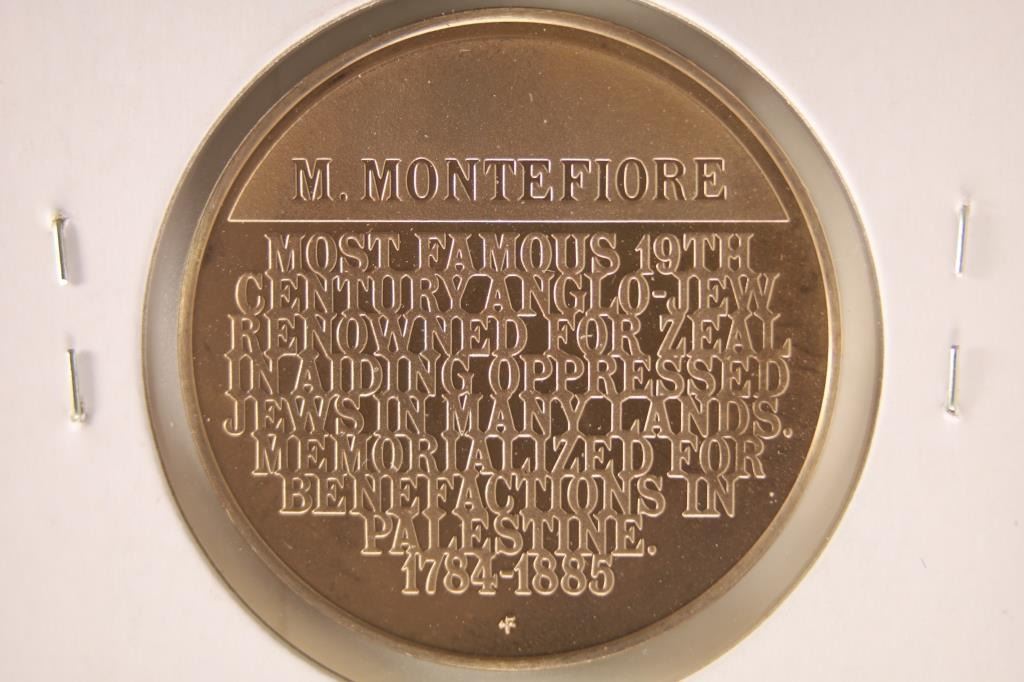 M. MONTEFIORE
MOST FAMOUS 19TH
CENTURY ANGLO-JEW
RENOWNED FOR ZEAL
IN AIDING OPPRESSED
JEWS IN MANY LANDS.
MEMORIALIZED FOR
BENEFACTIONS IN
PALESTINE.
1784-1885